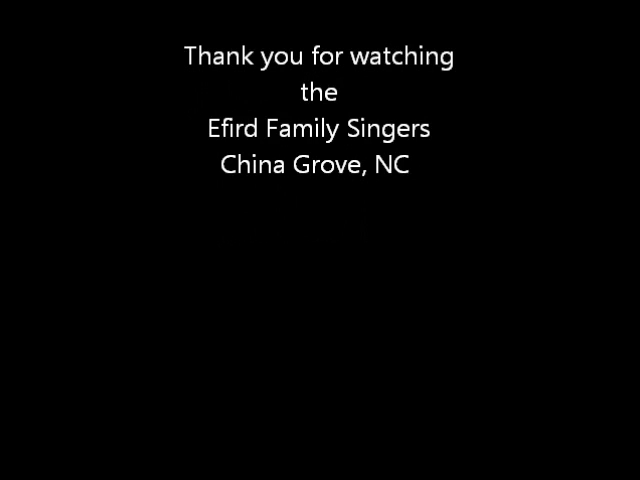 Thank you for watching
the
Efird Family Singers
China Grove, NC